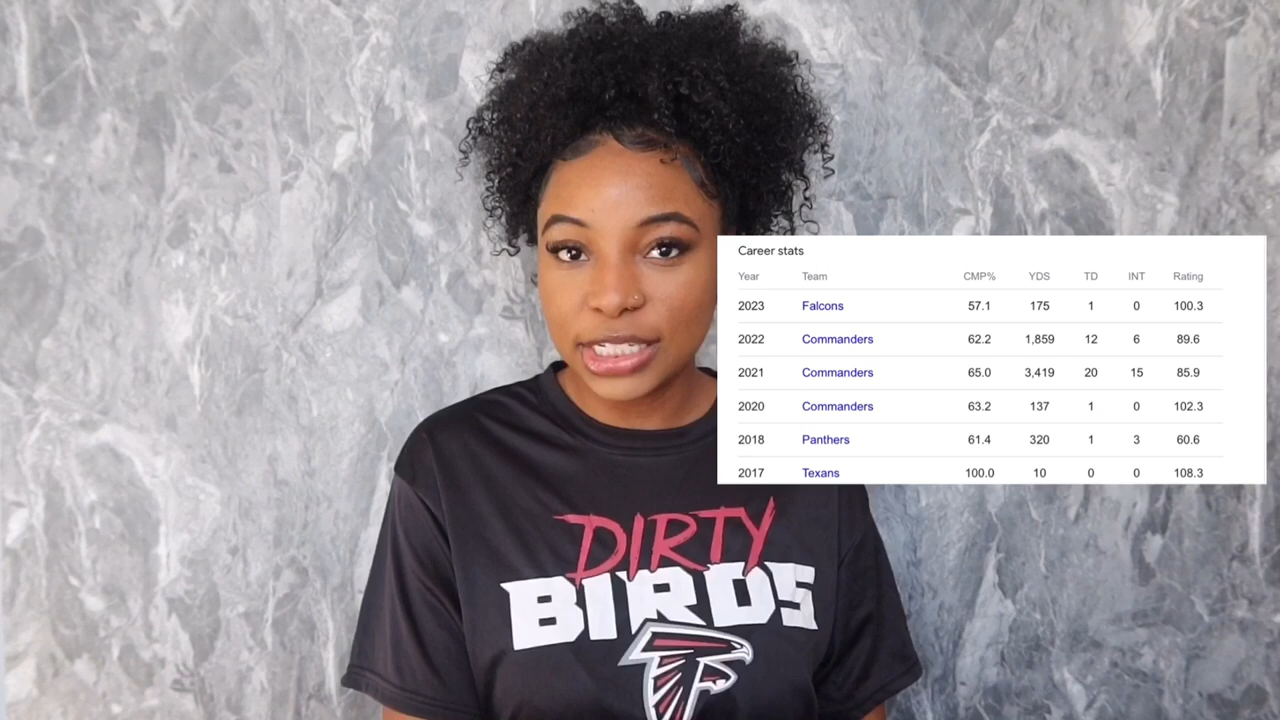 Career stats
Year Team CMP% YDS TD INT Rating
2023 Falcons 57.1 175 1 0 100.3
2022 Commanders 62.2 1,859 12 6 89.6
2021 Commanders 65.0 3,419 20 15 85.9
2020 Commanders 63.2 137 1 0 102.3
2018 Panthers 61.4 320 1 3 60.6
2017 Texans 100.0 10 0 0 108.3
DIRTY
BIRDS